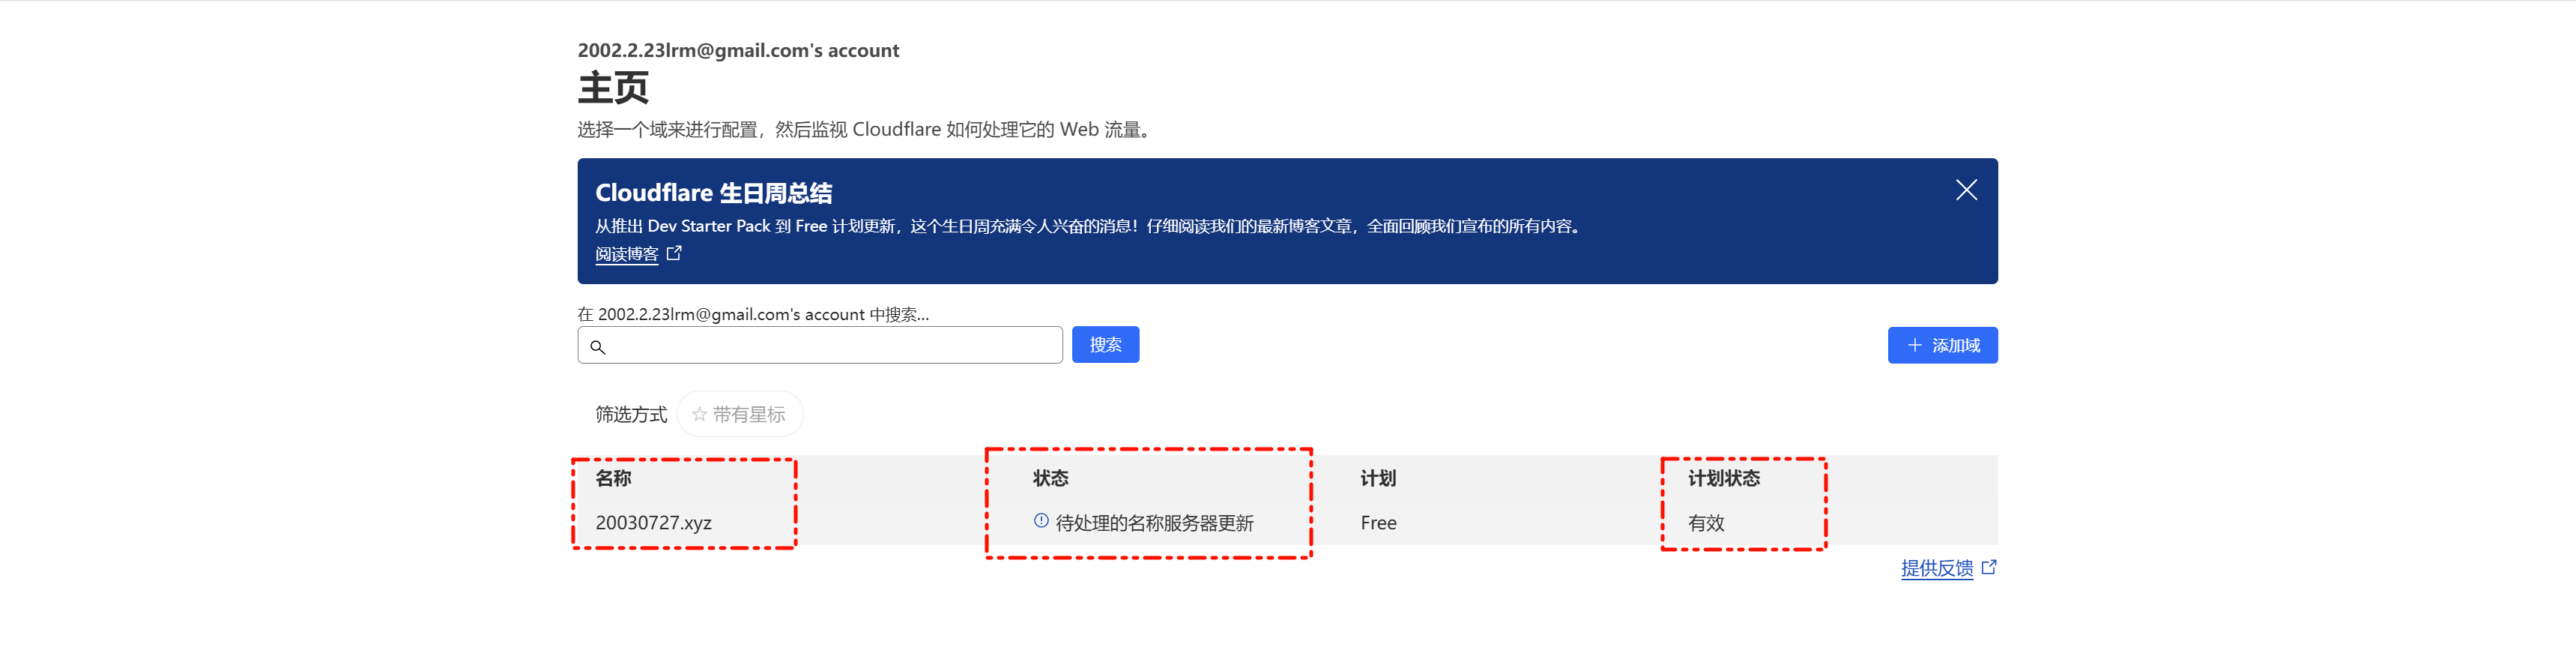 2002.2.23lrm@gmail.com's account
主页
选择一个域来进行配置，然后监视 Cloudflare 如何处理它的 Web 流量。
Cloudflare 生日周总结
从推出 Dev Starter Pack 到 Free 计划更新，这个生日周充满令人兴奋的消息！仔细阅读我们的最新博客文章，全面回顾我们宣布的所有内容。
阅读博客
在 2002.2.23lrm@gmail.com's account 中搜索...
搜索
添加域
筛选方式 带有星标
名称 状态 计划 计划状态
20030727.xyz 待处理的名称服务器更新 Free 有效
提供反馈